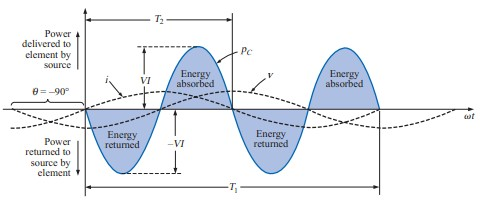 Power
delivered to
element by
source
T₂
p_C
θ = –90°
i
VI
Energy
absorbed
v
Energy
absorbed
ωt
Power
returned to
source by
element
Energy
returned
–VI
Energy
returned
T₁